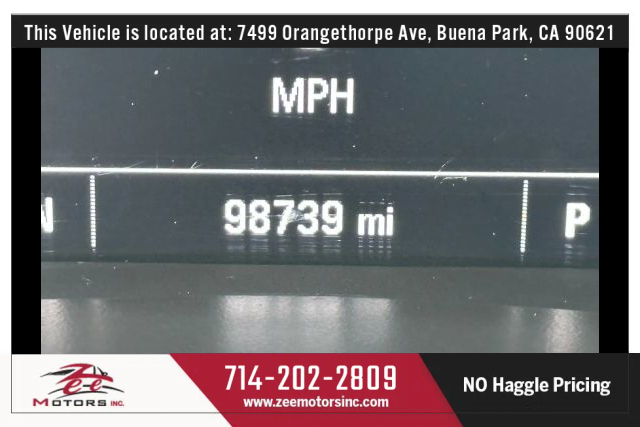 This Vehicle is located at: 7499 Orangethorpe Ave, Buena Park, CA 90621
MPH
N 98739 mi P
Zee
MOTORS INC.
714-202-2809
www.zeemotorsinc.com
NO Haggle Pricing